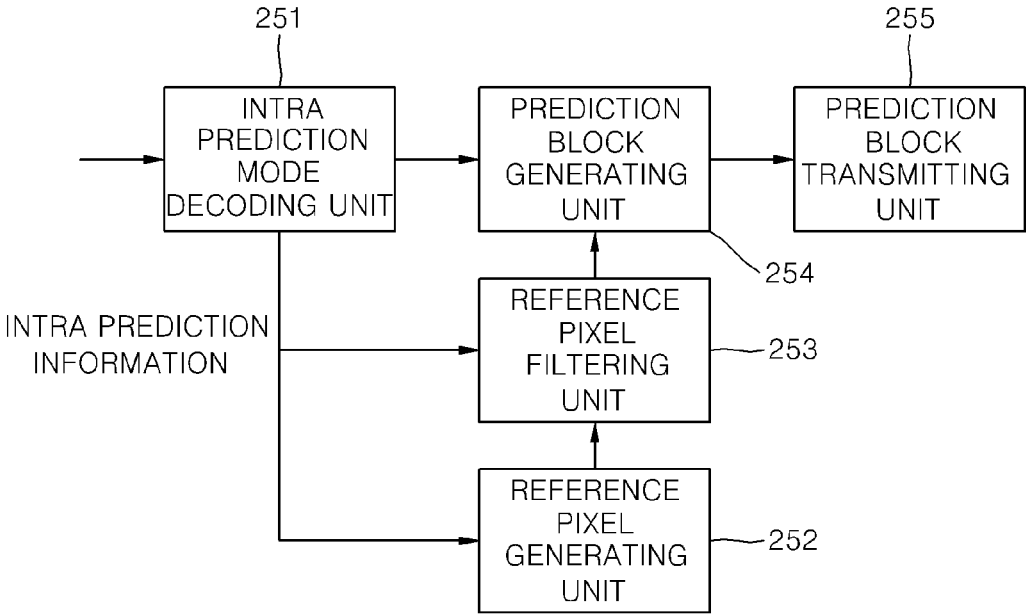 251
255
INTRA
PREDICTION
MODE
DECODING UNIT
PREDICTION
BLOCK
GENERATING
UNIT
PREDICTION
BLOCK
TRANSMITTING
UNIT
254
INTRA PREDICTION
INFORMATION
REFERENCE
PIXEL
FILTERING
UNIT
253
REFERENCE
PIXEL
GENERATING
UNIT
252